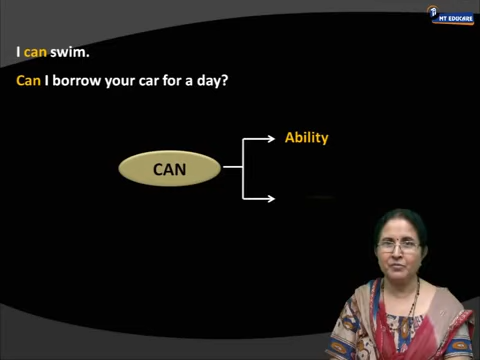 MT EDUCARE
I can swim.
Can I borrow your car for a day?
Ability
CAN